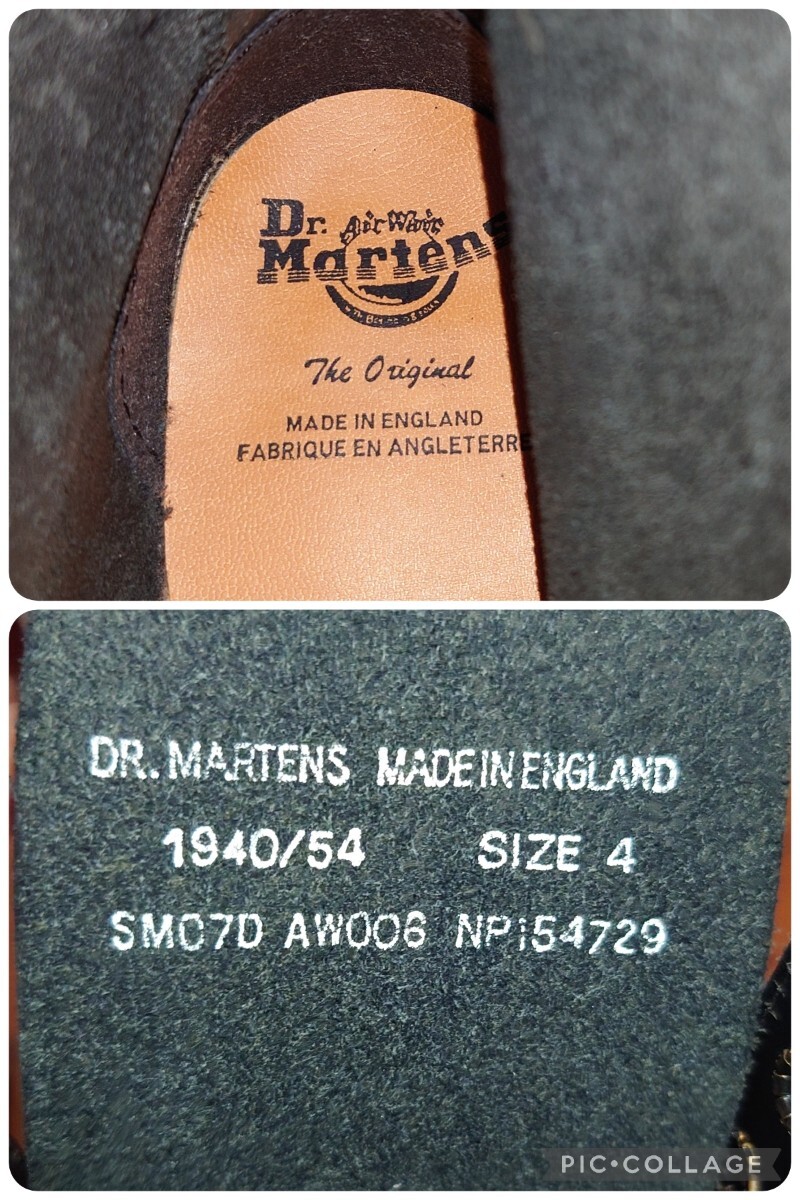 Dr. AirWair
Martens
The Original
MADE IN ENGLAND
FABRIQUE EN ANGLETERRE
DR. MARTENS MADE IN ENGLAND
1940/54 SIZE 4
SM07D AW006 NP154729
PIC•COLLAGE